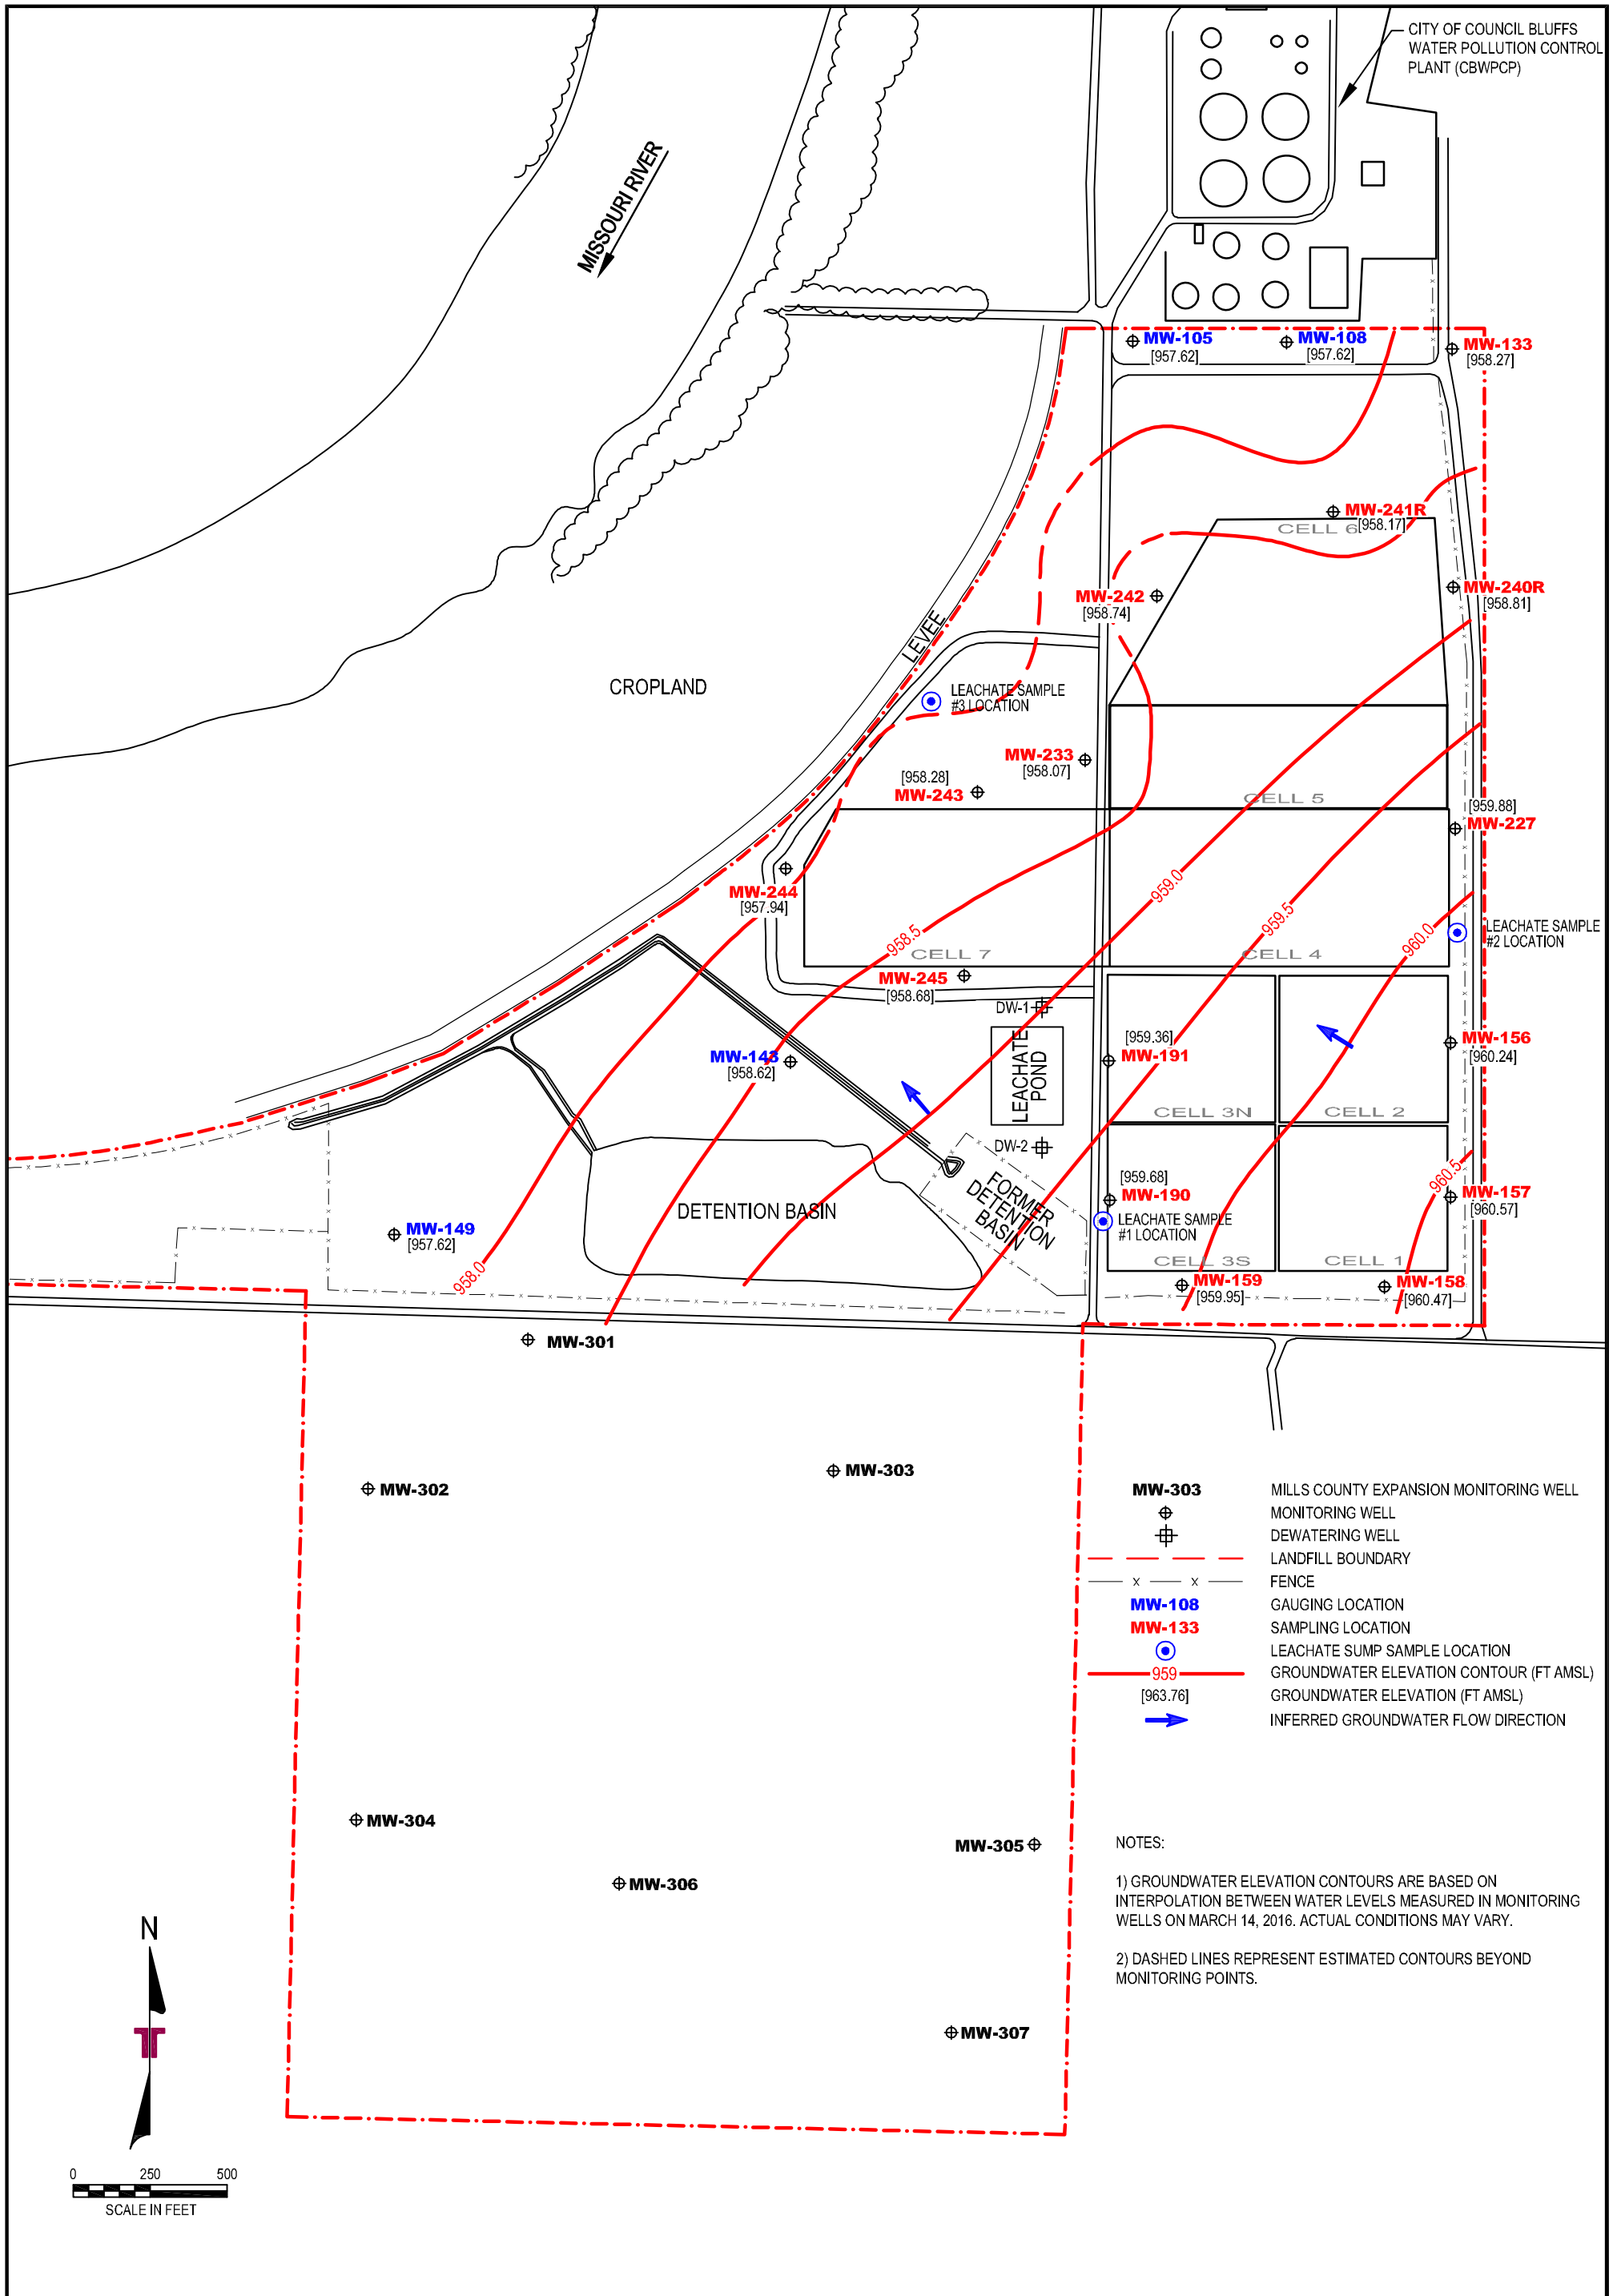 CITY OF COUNCIL BLUFFS
WATER POLLUTION CONTROL
PLANT (CBWPCP)
MISSOURI RIVER
MW-105
[957.62]
MW-108
[957.62]
MW-133
[958.27]
MW-241R
[958.17]
CELL 6
MW-240R
[958.81]
MW-242
[958.74]
LEVEE
CROPLAND
LEACHATE SAMPLE
#3 LOCATION
MW-233
[958.07]
[958.28]
MW-243
CELL 5
[959.88]
MW-227
MW-244
[957.94]
959.0
959.5
958.5
960.0
LEACHATE SAMPLE
#2 LOCATION
CELL 7
CELL 4
MW-245
[958.68]
DW-1
LEACHATE
POND
[959.36]
MW-191
MW-156
[960.24]
MW-143
[958.62]
CELL 3N
CELL 2
DW-2
960.5
[959.68]
MW-190
MW-157
[960.57]
FORMER
DETENTION
BASIN
DETENTION BASIN
LEACHATE SAMPLE
#1 LOCATION
MW-149
[957.62]
958.0
CELL 3S
CELL 1
MW-159
[959.95]
MW-158
[960.47]
MW-301
MW-302
MW-303
MW-303 MILLS COUNTY EXPANSION MONITORING WELL
MONITORING WELL
DEWATERING WELL
LANDFILL BOUNDARY
x x FENCE
MW-108 GAUGING LOCATION
MW-133 SAMPLING LOCATION
LEACHATE SUMP SAMPLE LOCATION
959 GROUNDWATER ELEVATION CONTOUR (FT AMSL)
[963.76] GROUNDWATER ELEVATION (FT AMSL)
INFERRED GROUNDWATER FLOW DIRECTION
MW-304
MW-305
MW-306
NOTES:
1) GROUNDWATER ELEVATION CONTOURS ARE BASED ON
INTERPOLATION BETWEEN WATER LEVELS MEASURED IN MONITORING
WELLS ON MARCH 14, 2016. ACTUAL CONDITIONS MAY VARY.
2) DASHED LINES REPRESENT ESTIMATED CONTOURS BEYOND
MONITORING POINTS.
N
MW-307
0 250 500
SCALE IN FEET